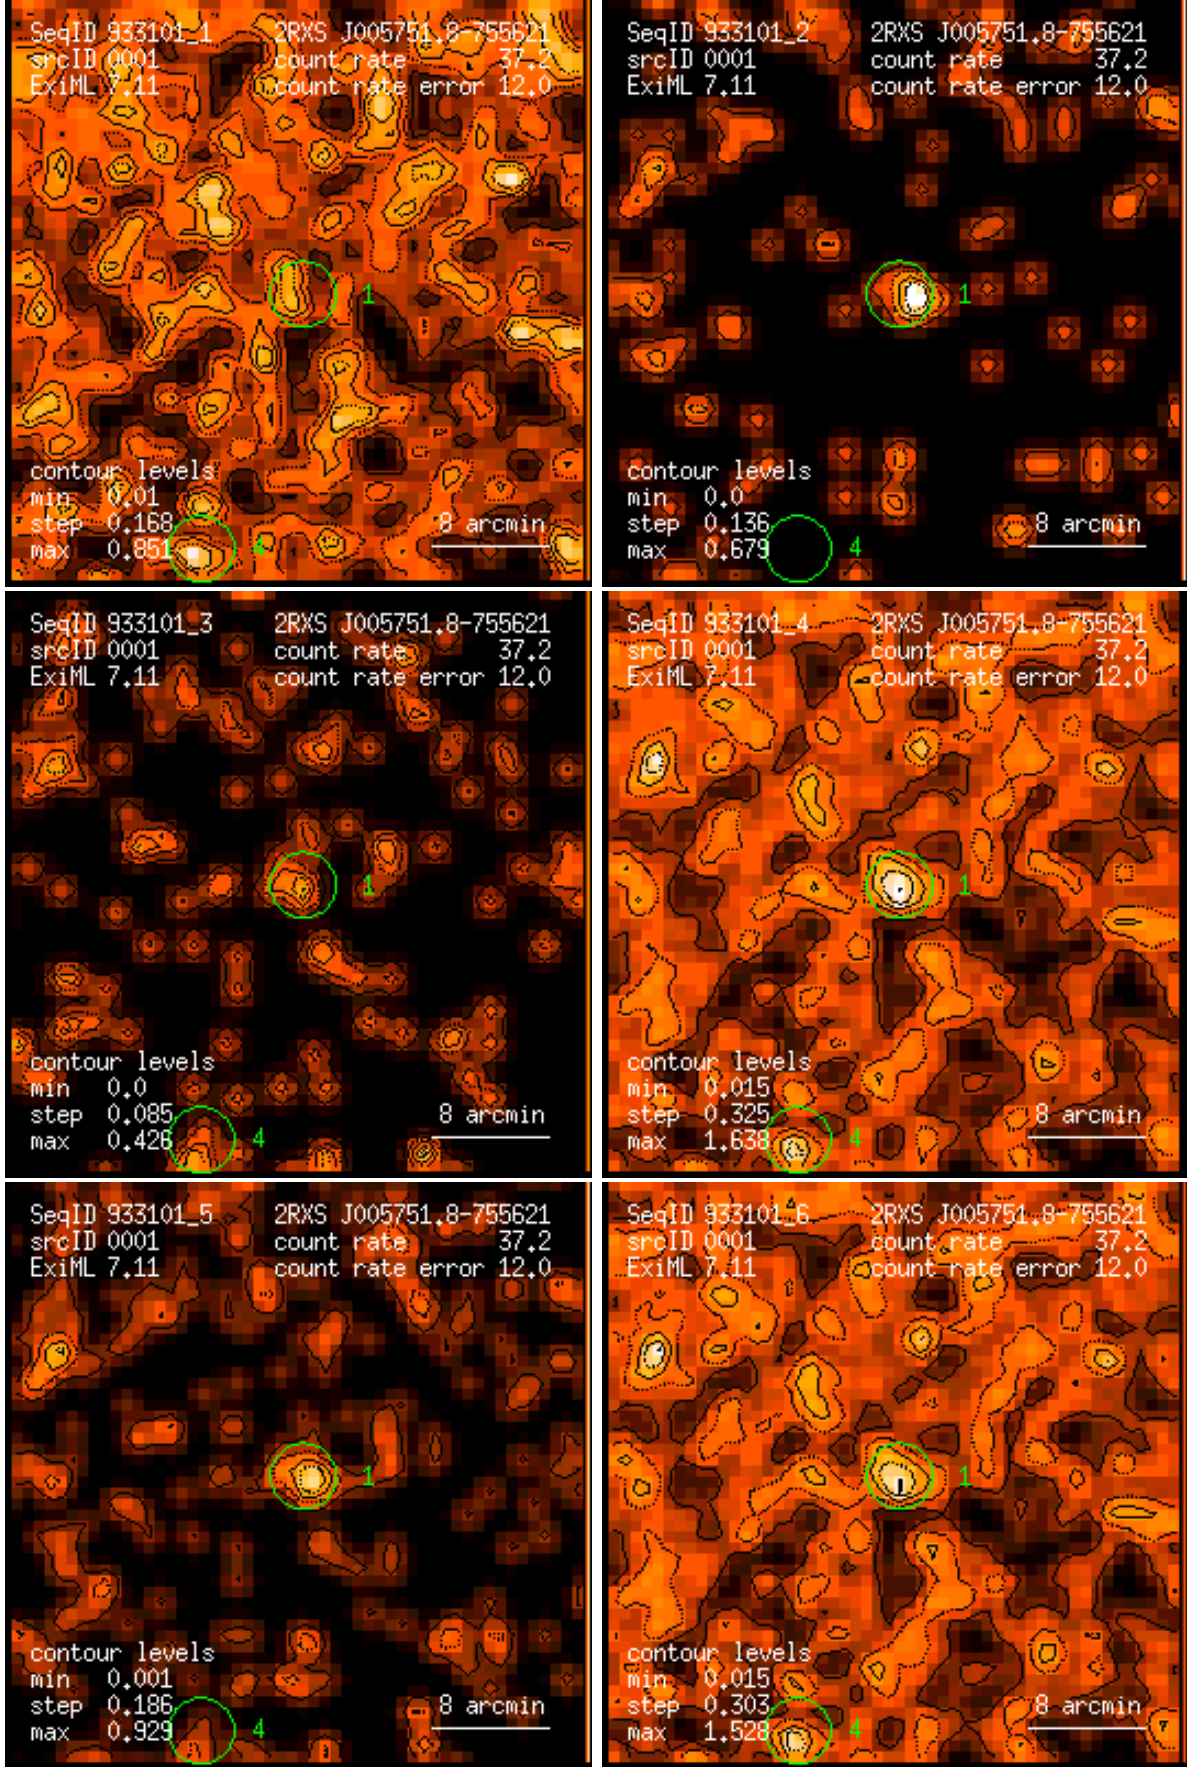 SeqID 933101_1 2RXS J005751.8-755621
srcID 0001 count rate 37.2
ExiML 7.11 count rate error 12.0
1
contour levels
min 0.01
step 0.168 8 arcmin
max 0.851 4
SeqID 933101_2 2RXS J005751.8-755621
srcID 0001 count rate 37.2
ExiML 7.11 count rate error 12.0
1
contour levels
min 0.0
step 0.136 8 arcmin
max 0.679 4
SeqID 933101_3 2RXS J005751.8-755621
srcID 0001 count rate 37.2
ExiML 7.11 count rate error 12.0
1
contour levels
min 0.0
step 0.085 8 arcmin
max 0.426 4
SeqID 933101_4 2RXS J005751.8-755621
srcID 0001 count rate 37.2
ExiML 7.11 count rate error 12.0
1
contour levels
min 0.015
step 0.325 8 arcmin
max 1.638 4
SeqID 933101_5 2RXS J005751.8-755621
srcID 0001 count rate 37.2
ExiML 7.11 count rate error 12.0
1
contour levels
min 0.001
step 0.186 8 arcmin
max 0.929 4
SeqID 933101_6 2RXS J005751.8-755621
srcID 0001 count rate 37.2
ExiML 7.11 count rate error 12.0
1
contour levels
min 0.015
step 0.303 8 arcmin
max 1.528 4